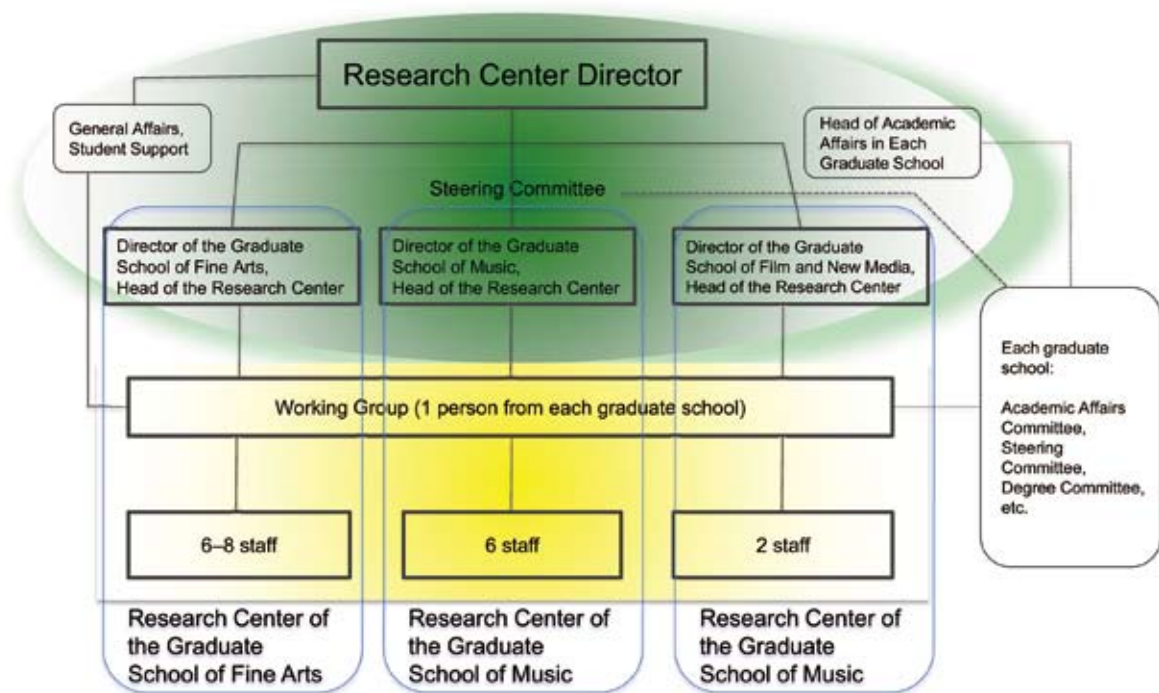 Research Center Director
General Affairs,
Student Support
Head of Academic
Affairs in Each
Graduate School
Steering Committee
Director of the Graduate
School of Fine Arts,
Head of the Research Center
Director of the Graduate
School of Music,
Head of the Research Center
Director of the Graduate
School of Film and New Media,
Head of the Research Center
Each graduate
school:
Academic Affairs
Committee,
Steering
Committee,
Degree Committee,
etc.
Working Group (1 person from each graduate school)
6–8 staff
6 staff
2 staff
Research Center of
the Graduate
School of Fine Arts
Research Center of
the Graduate
School of Music
Research Center of
the Graduate
School of Music